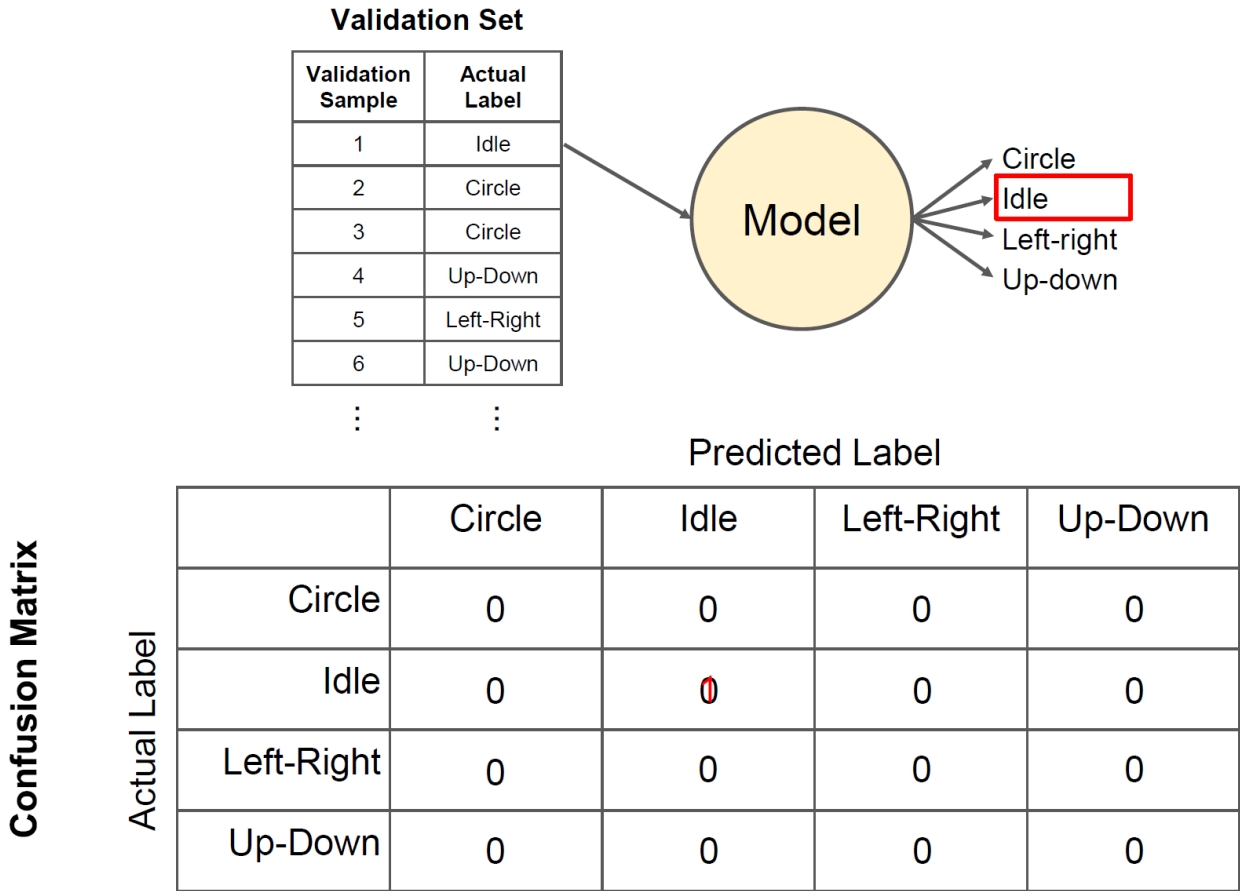 Validation Set
Validation Sample Actual Label
1 Idle
2 Circle
3 Circle
4 Up-Down
5 Left-Right
6 Up-Down
⋮ ⋮
Model
Circle
Idle
Left-right
Up-down
Confusion Matrix
Predicted Label
Actual Label
Circle Idle Left-Right Up-Down
Circle 0 0 0 0
Idle 0 1 0 0
Left-Right 0 0 0 0
Up-Down 0 0 0 0